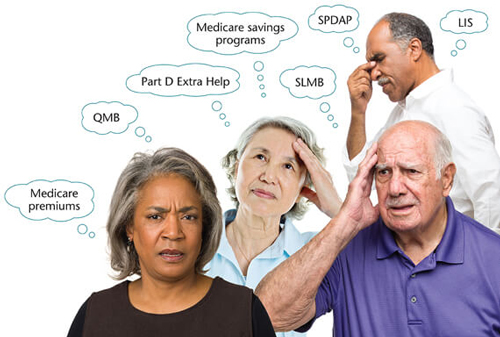 Medicare savings
programs
SPDAP
LIS
Part D Extra Help
SLMB
QMB
Medicare
premiums